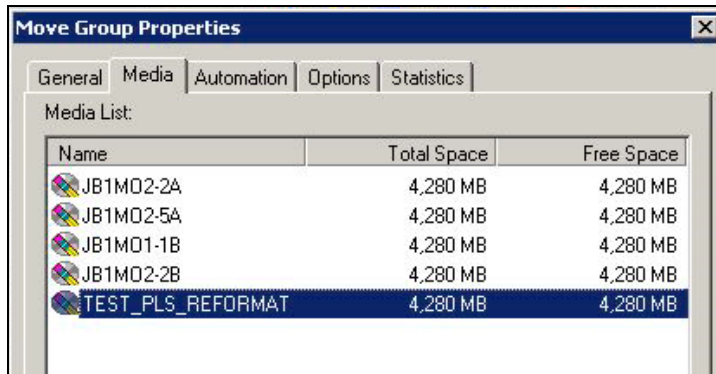 Move Group Properties
General Media Automation Options Statistics
Media List:
Name Total Space Free Space
JB1MO2-2A 4,280 MB 4,280 MB
JB1MO2-5A 4,280 MB 4,280 MB
JB1MO1-1B 4,280 MB 4,280 MB
JB1MO2-2B 4,280 MB 4,280 MB
TEST_PLS_REFORMAT 4,280 MB 4,280 MB